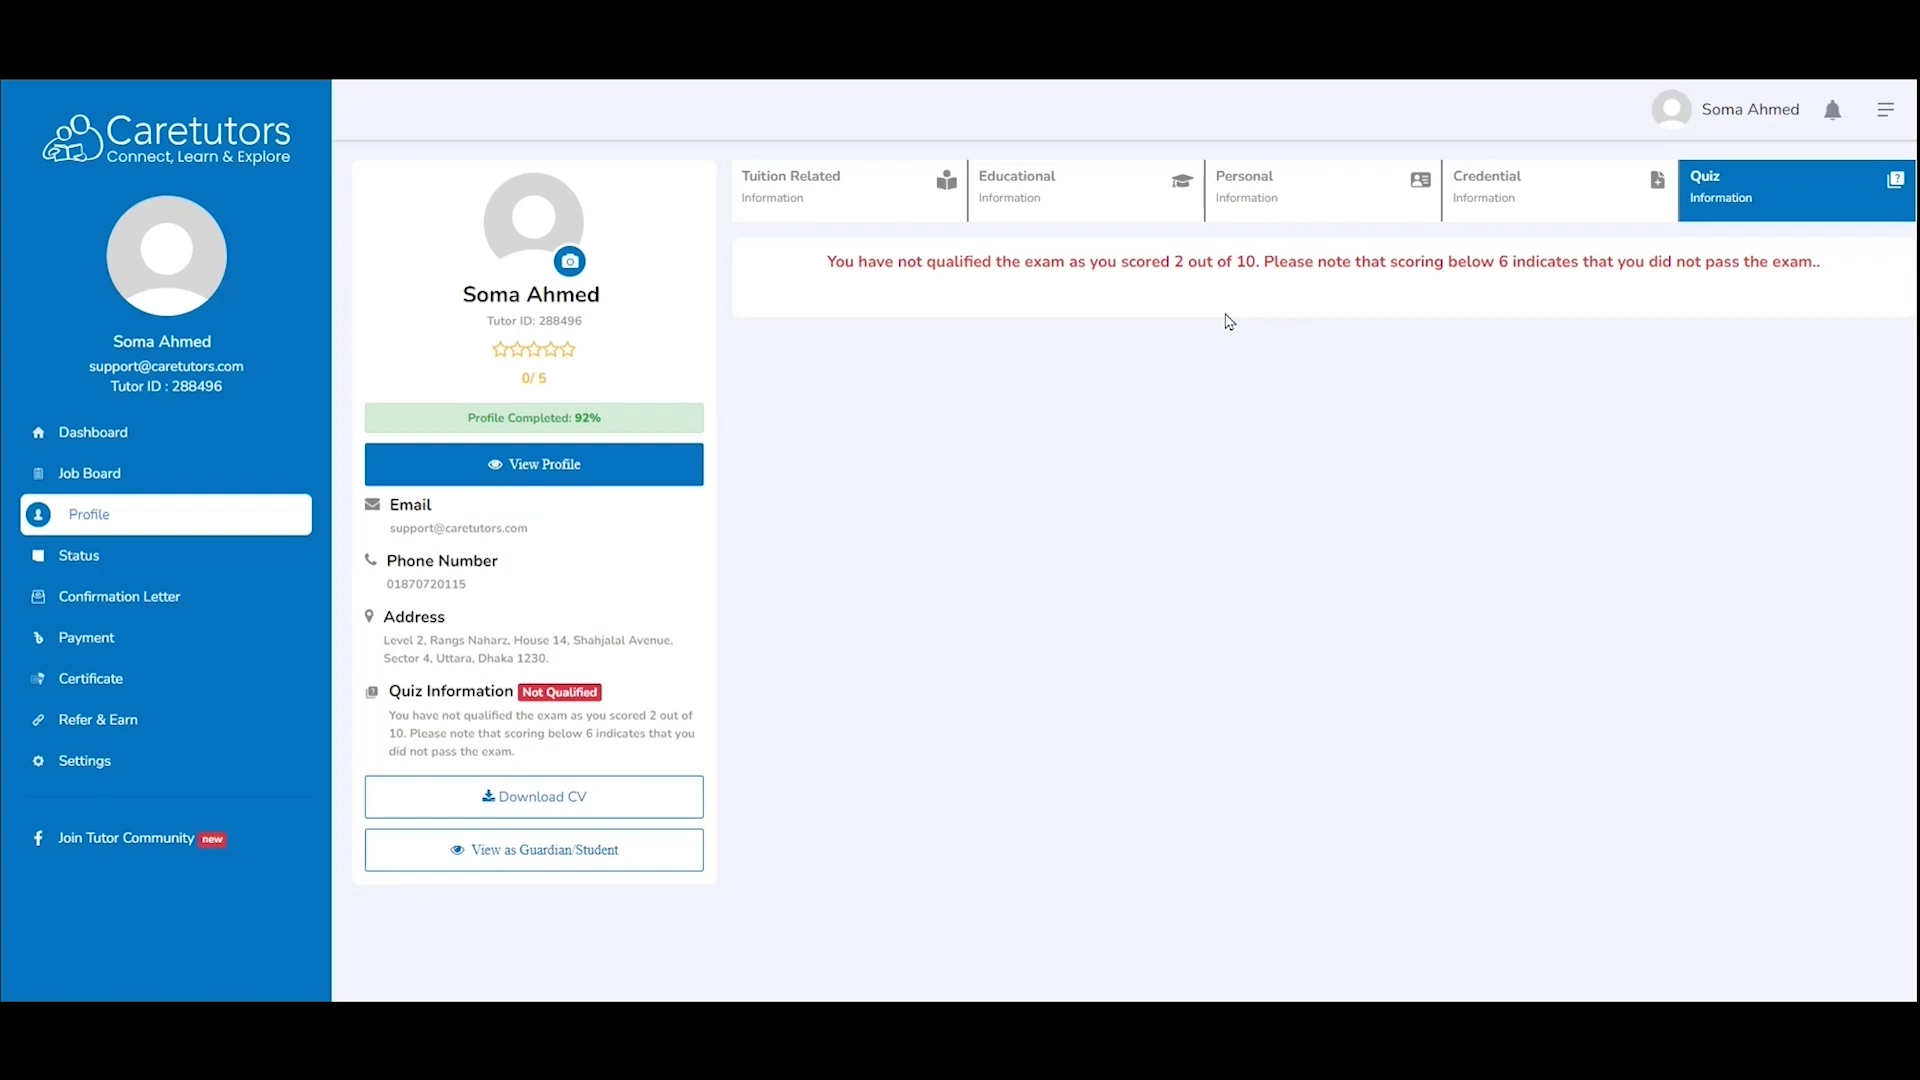 Caretutors
Connect, Learn & Explore
Soma Ahmed
support@caretutors.com
Tutor ID : 288496
Dashboard
Job Board
Profile
Status
Confirmation Letter
Payment
Certificate
Refer & Earn
Settings
Join Tutor Community new
Soma Ahmed
Soma Ahmed
Tutor ID: 288496
0/ 5
Profile Completed: 92%
View Profile
Email
support@caretutors.com
Phone Number
01870720115
Address
Level 2, Rangs Naharz, House 14, Shahjalal Avenue,
Sector 4, Uttara, Dhaka 1230.
Quiz Information Not Qualified
You have not qualified the exam as you scored 2 out of
10. Please note that scoring below 6 indicates that you
did not pass the exam.
Download CV
View as Guardian/Student
Tuition Related
Information
Educational
Information
Personal
Information
Credential
Information
Quiz
Information
You have not qualified the exam as you scored 2 out of 10. Please note that scoring below 6 indicates that you did not pass the exam..